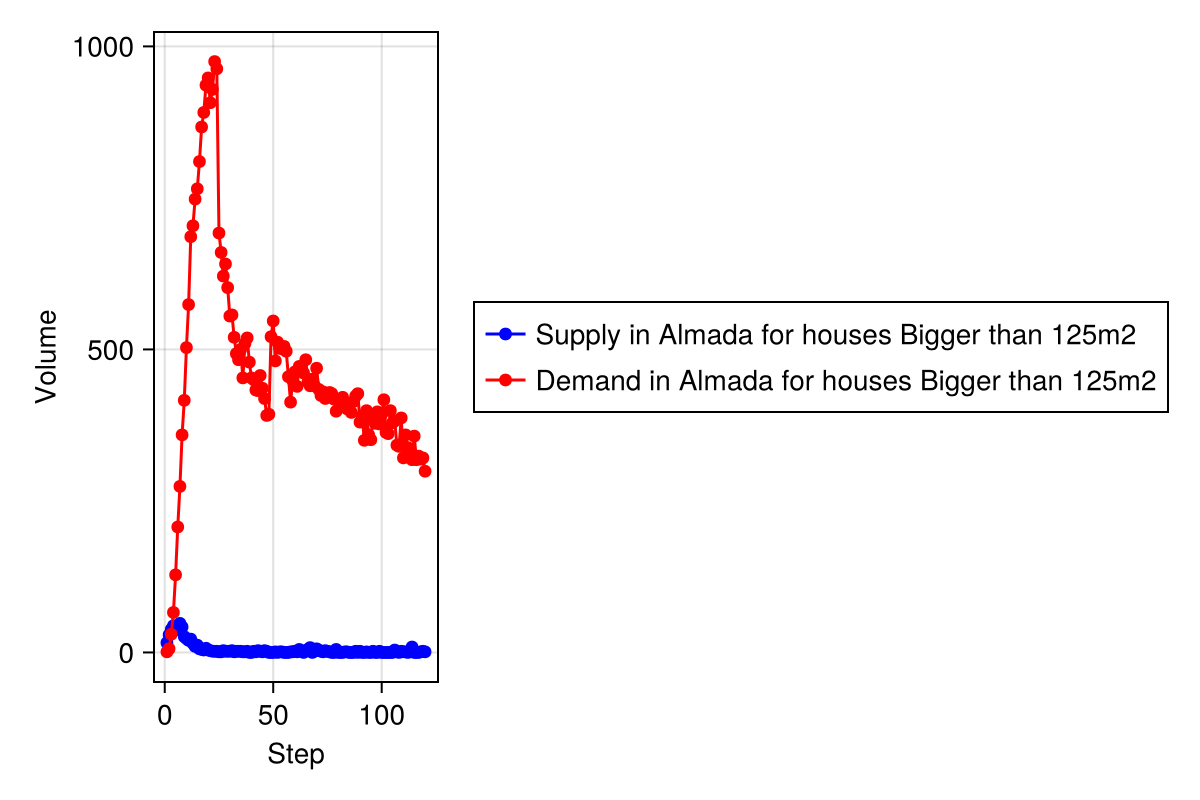 1000
500
0
Volume
0 50 100
Step
Supply in Almada for houses Bigger than 125m2
Demand in Almada for houses Bigger than 125m2